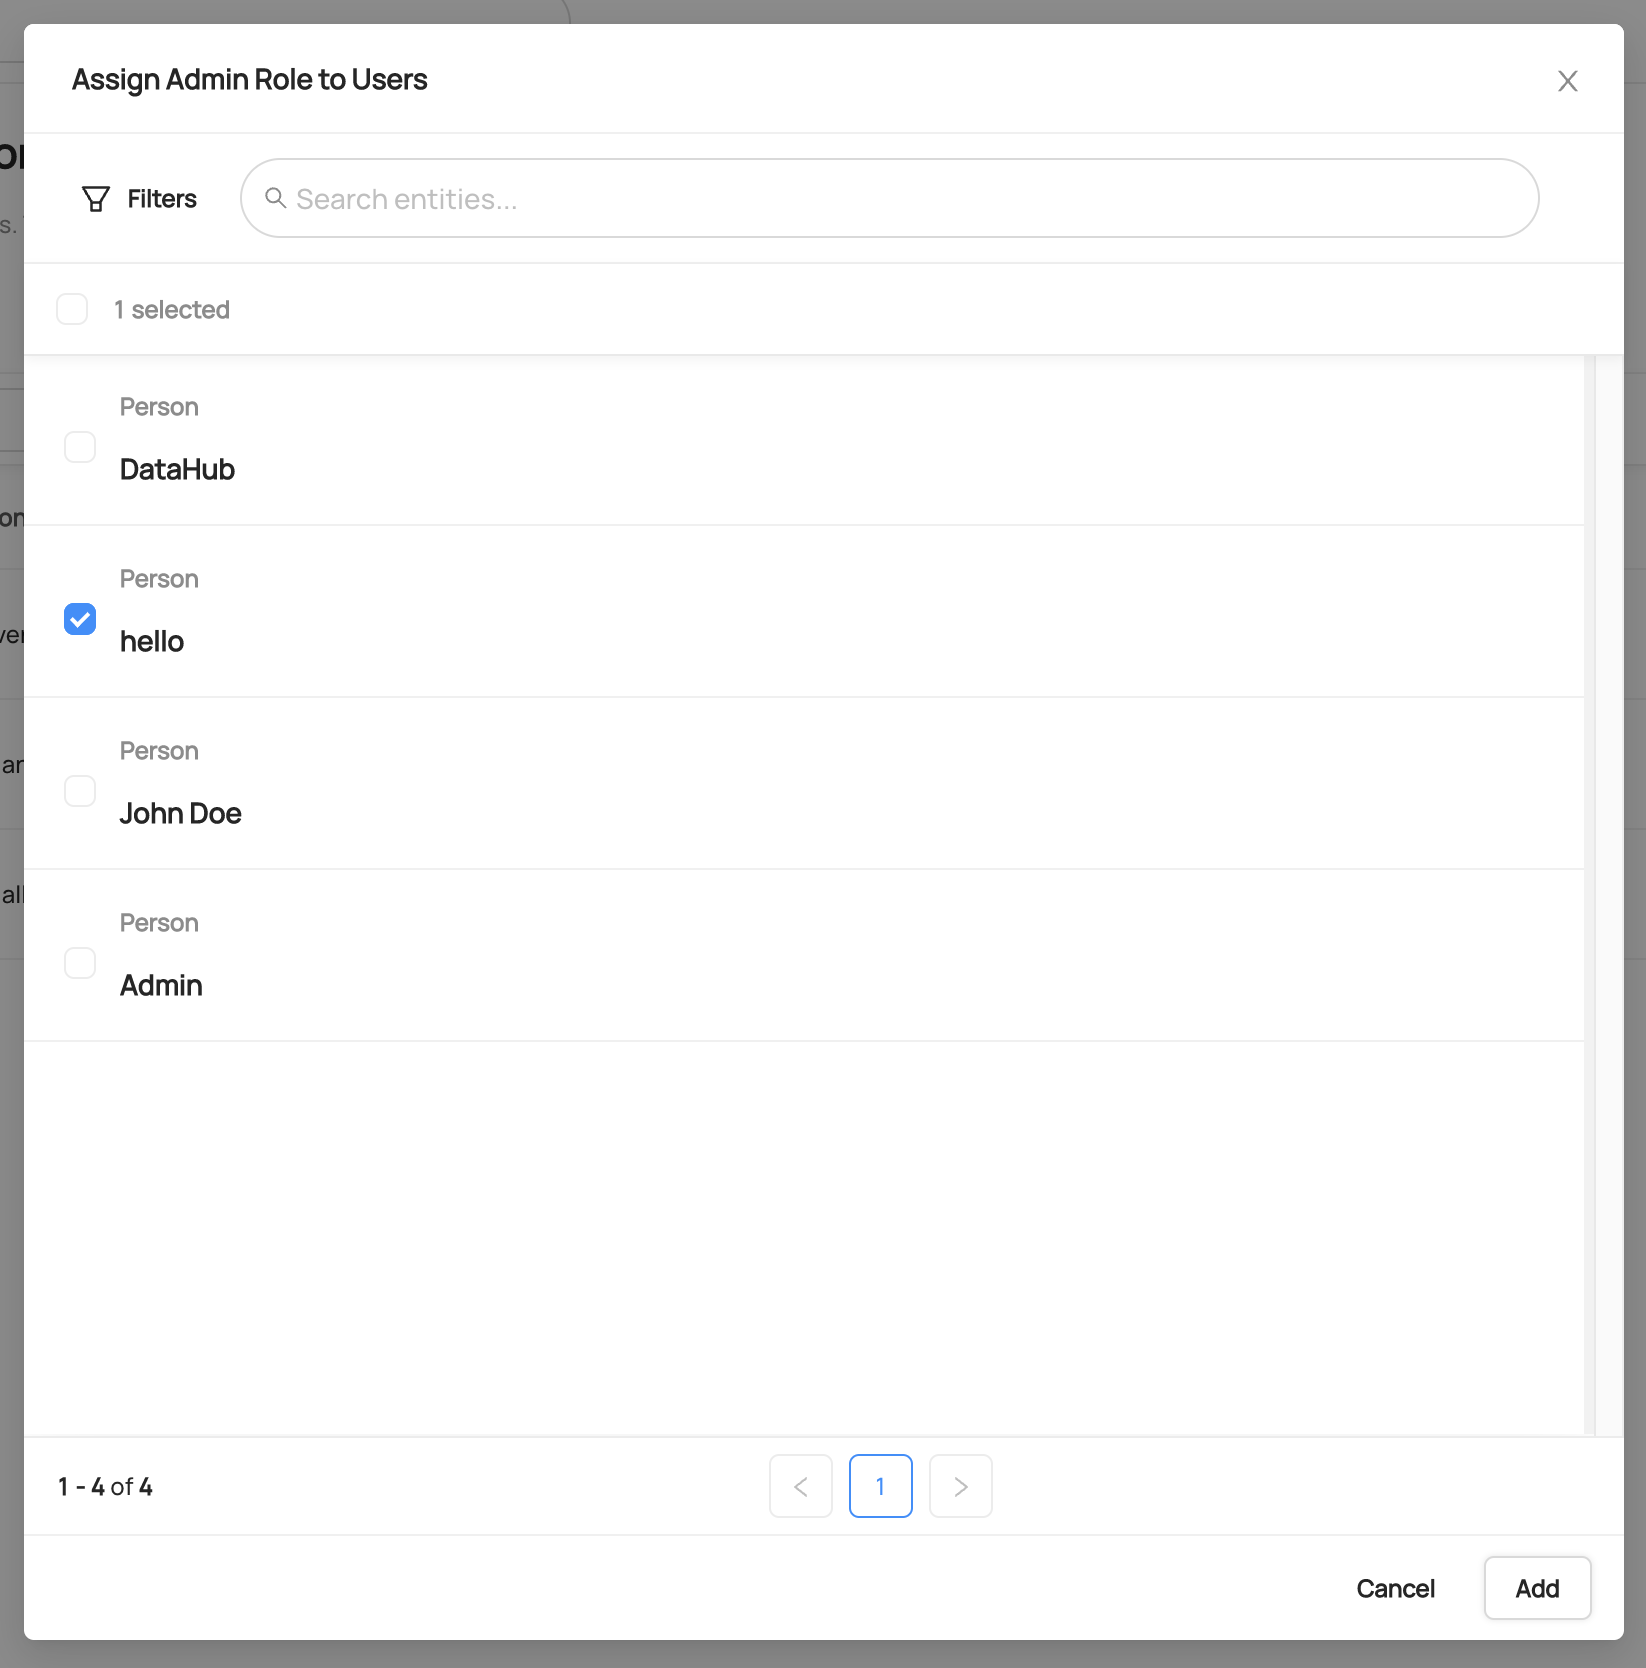 Assign Admin Role to Users
Filters
Search entities...
1 selected
Person
DataHub
Person
hello
Person
John Doe
Person
Admin
1 - 4 of 4
1
Cancel
Add